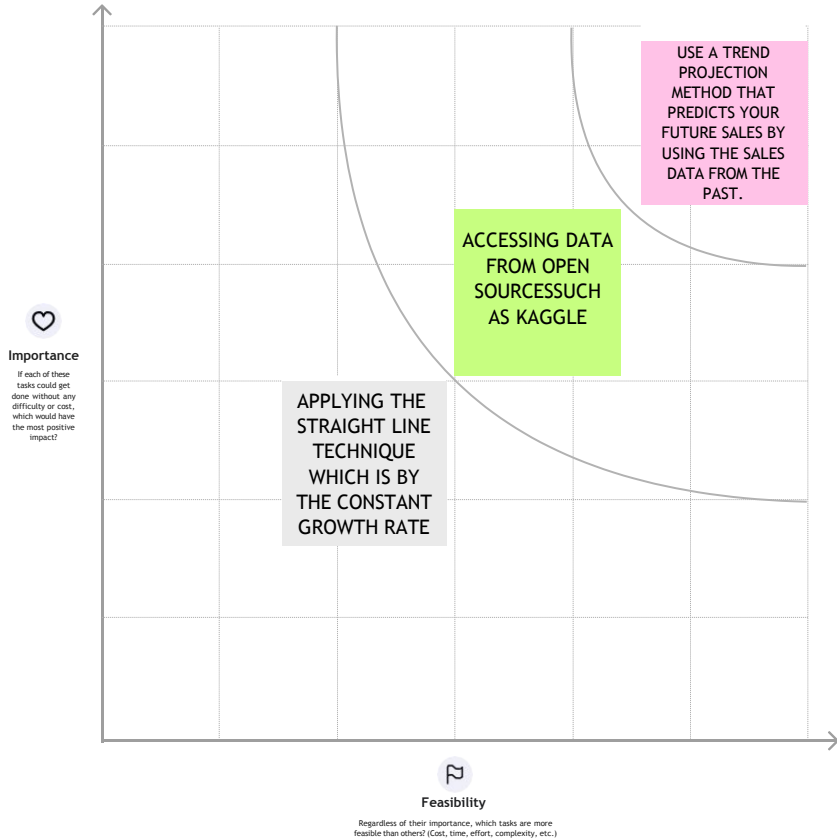 USE A TREND
PROJECTION
METHOD THAT
PREDICTS YOUR
FUTURE SALES BY
USING THE SALES
DATA FROM THE
PAST.
ACCESSING DATA
FROM OPEN
SOURCESSUCH
AS KAGGLE
Importance
If each of these
tasks could get
done without any
difficulty or cost,
which would have
the most positive
impact?
APPLYING THE
STRAIGHT LINE
TECHNIQUE
WHICH IS BY
THE CONSTANT
GROWTH RATE
Feasibility
Regardless of their importance, which tasks are more
feasible than others? (Cost, time, effort, complexity, etc.)